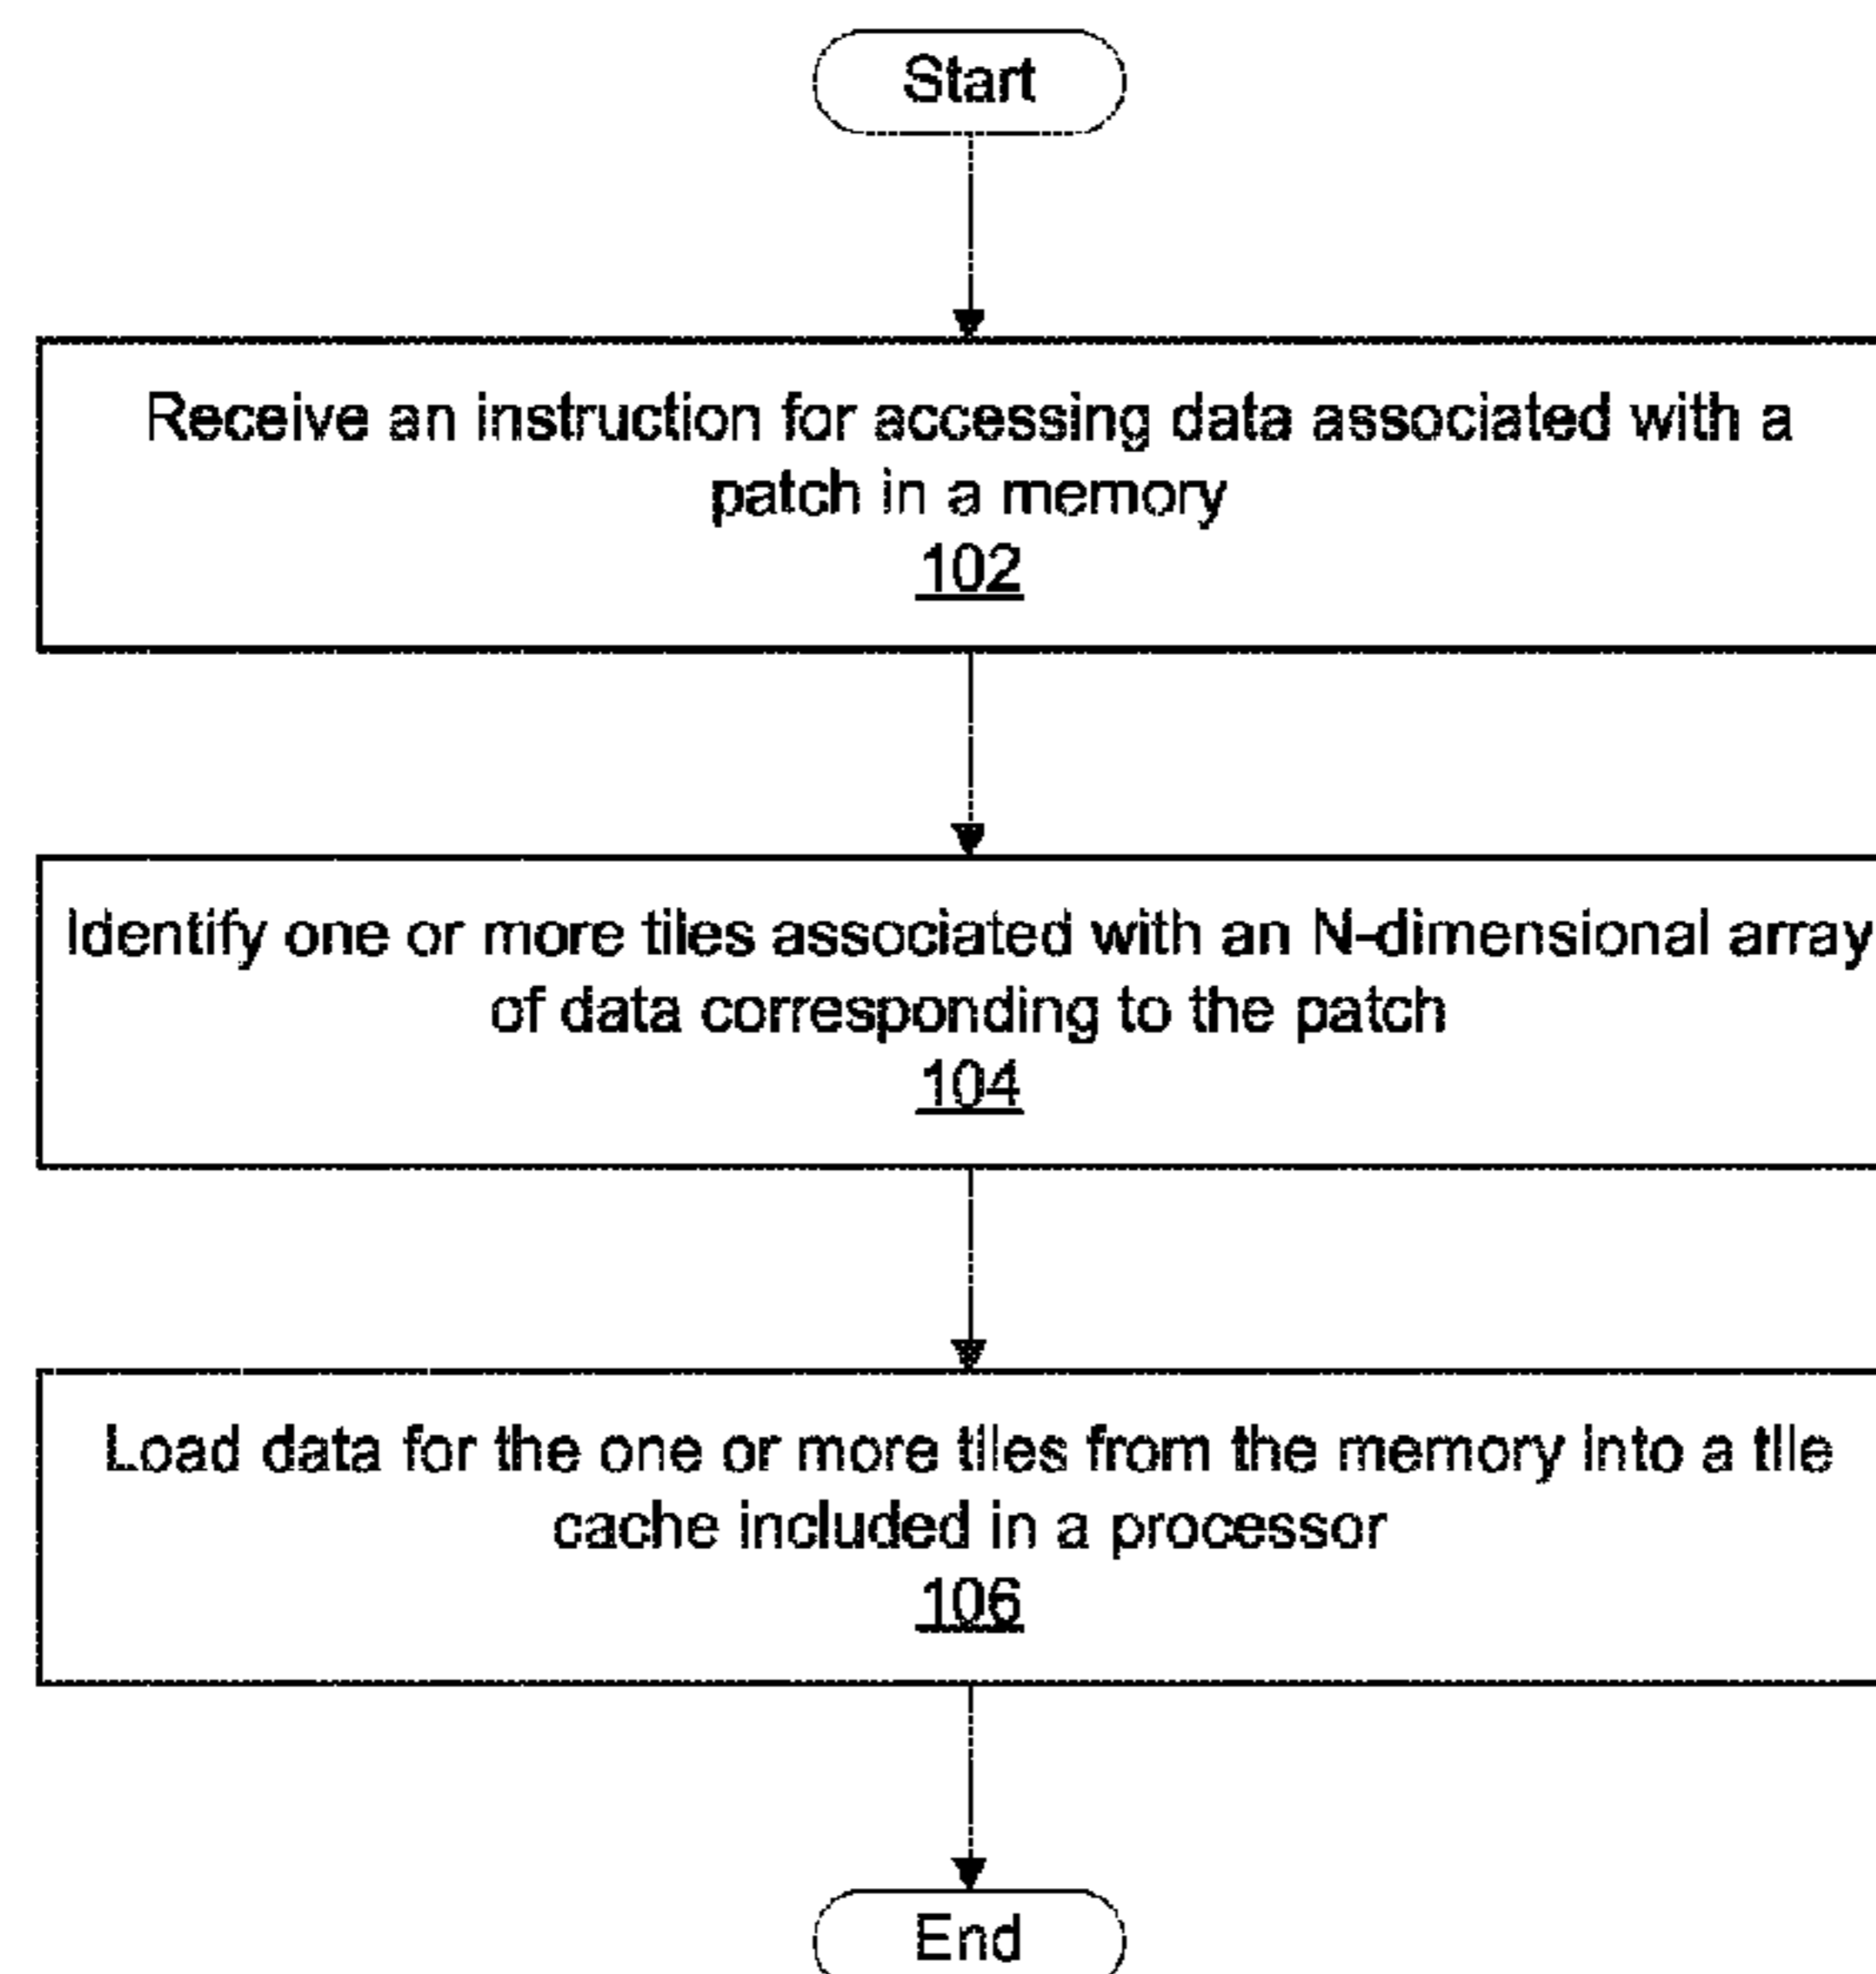 Start
Receive an instruction for accessing data associated with a
patch in a memory
102
Identify one or more tiles associated with an N-dimensional array
of data corresponding to the patch
104
Load data for the one or more tiles from the memory into a tile
cache included in a processor
106
End